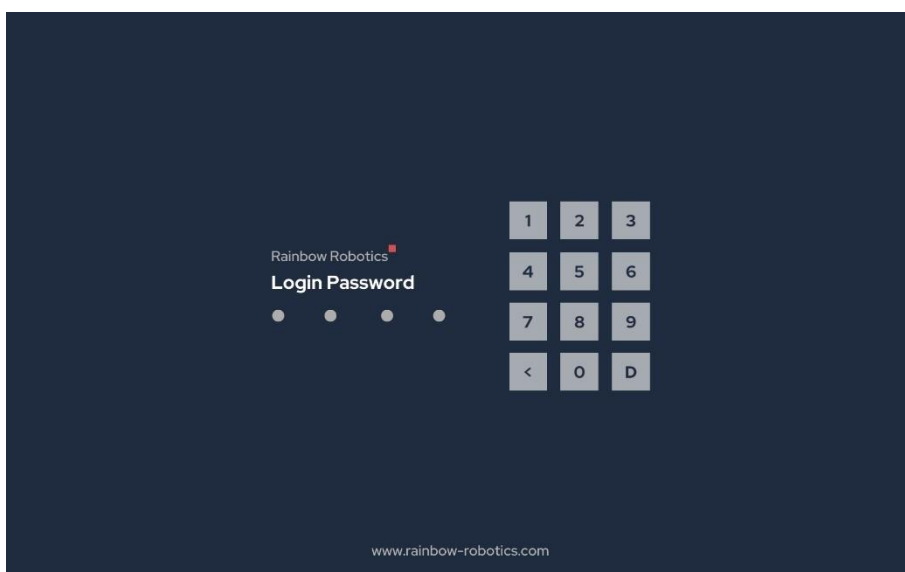 Rainbow Robotics
Login Password
1 2 3
4 5 6
7 8 9
< 0 D
www.rainbow-robotics.com